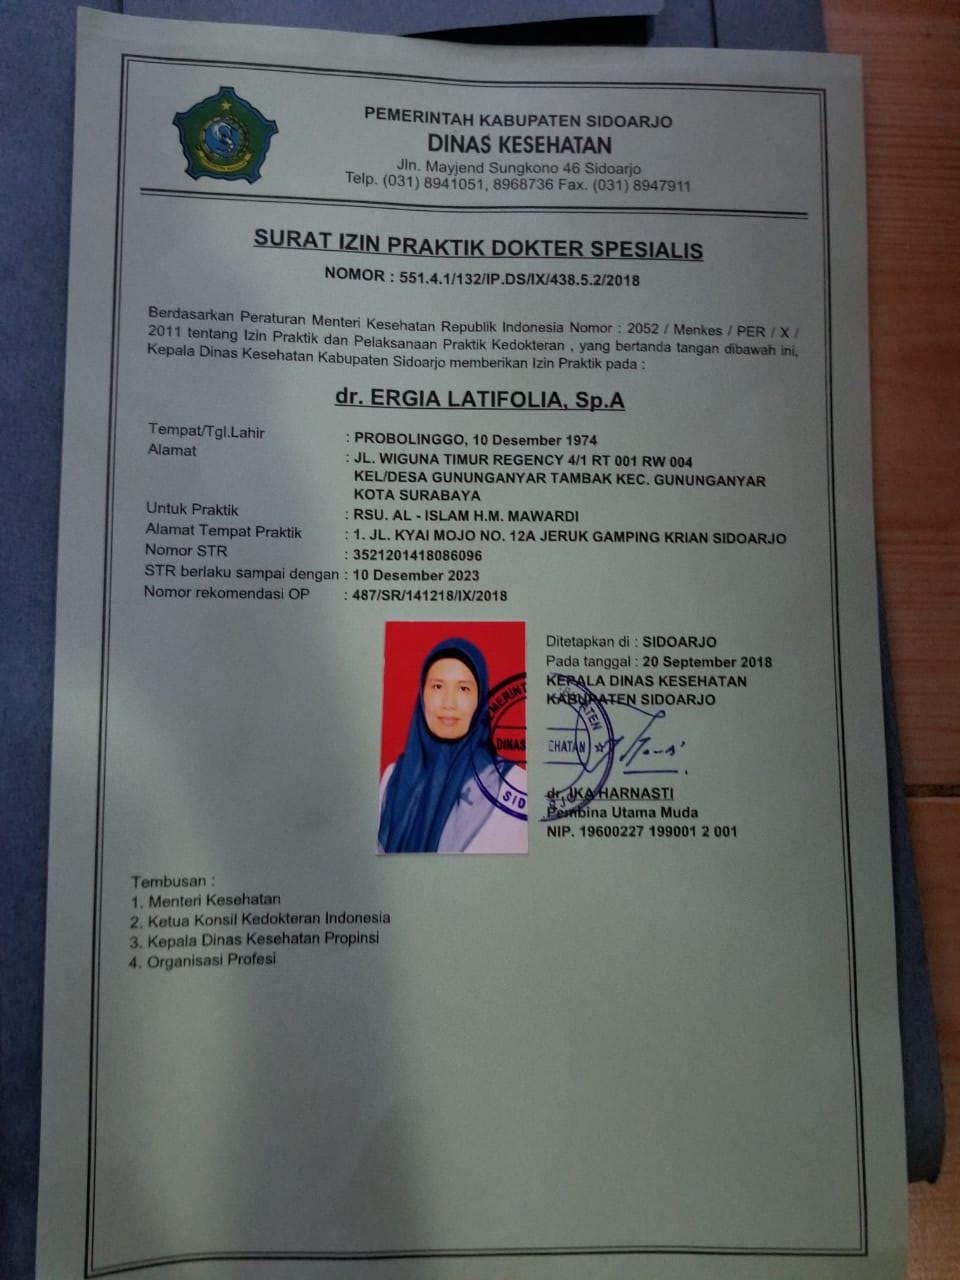 PEMERINTAH KABUPATEN SIDOARJO
DINAS KESEHATAN
Jln. Mayjend Sungkono 46 Sidoarjo
Telp. (031) 8941051, 8968736 Fax. (031) 8947911
SURAT IZIN PRAKTIK DOKTER SPESIALIS
NOMOR : 551.4.1/132/IP.DS/IX/438.5.2/2018
Berdasarkan Peraturan Menteri Kesehatan Republik Indonesia Nomor : 2052 / Menkes / PER / X /
2011 tentang Izin Praktik dan Pelaksanaan Praktik Kedokteran , yang bertanda tangan dibawah ini,
Kepala Dinas Kesehatan Kabupaten Sidoarjo memberikan Izin Praktik pada :
dr. ERGIA LATIFOLIA, Sp.A
Tempat/Tgl.Lahir : PROBOLINGGO, 10 Desember 1974
Alamat : JL. WIGUNA TIMUR REGENCY 4/1 RT 001 RW 004
KEL/DESA GUNUNGANYAR TAMBAK KEC. GUNUNGANYAR
KOTA SURABAYA
Untuk Praktik : RSU. AL - ISLAM H.M. MAWARDI
Alamat Tempat Praktik : 1. JL. KYAI MOJO NO. 12A JERUK GAMPING KRIAN SIDOARJO
Nomor STR : 3521201418086096
STR berlaku sampai dengan : 10 Desember 2023
Nomor rekomendasi OP : 487/SR/141218/IX/2018
Ditetapkan di : SIDOARJO
Pada tanggal : 20 September 2018
KEPALA DINAS KESEHATAN
KABUPATEN SIDOARJO
dr. IKA HARNASTI
Pembina Utama Muda
NIP. 19600227 199001 2 001
Tembusan :
1. Menteri Kesehatan
2. Ketua Konsil Kedokteran Indonesia
3. Kepala Dinas Kesehatan Propinsi
4. Organisasi Profesi